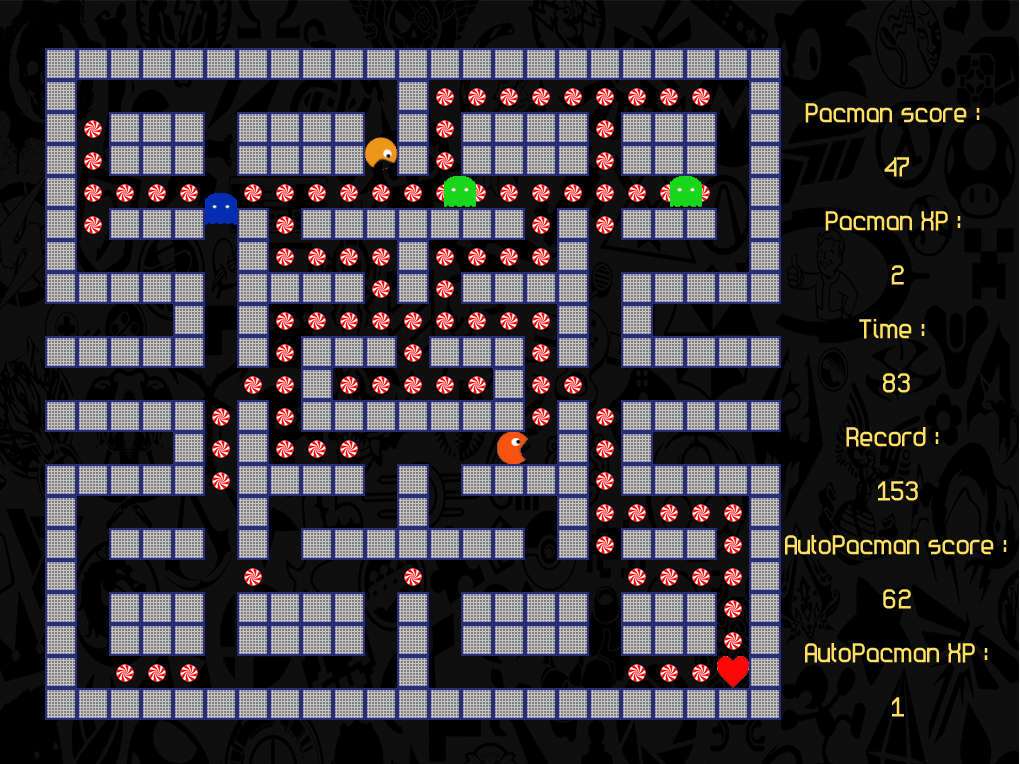 Pacman score :
47
Pacman XP :
2
Time :
83
Record :
153
AutoPacman score :
62
AutoPacman XP :
1